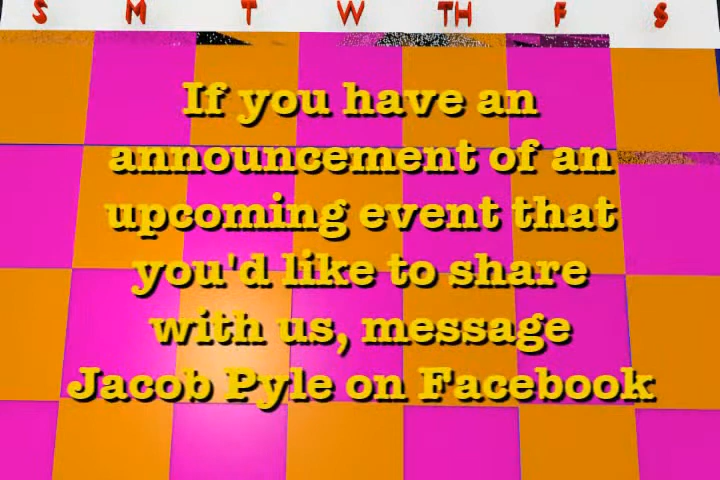 S M T W TH F S
If you have an
announcement of an
upcoming event that
you'd like to share
with us, message
Jacob Pyle on Facebook